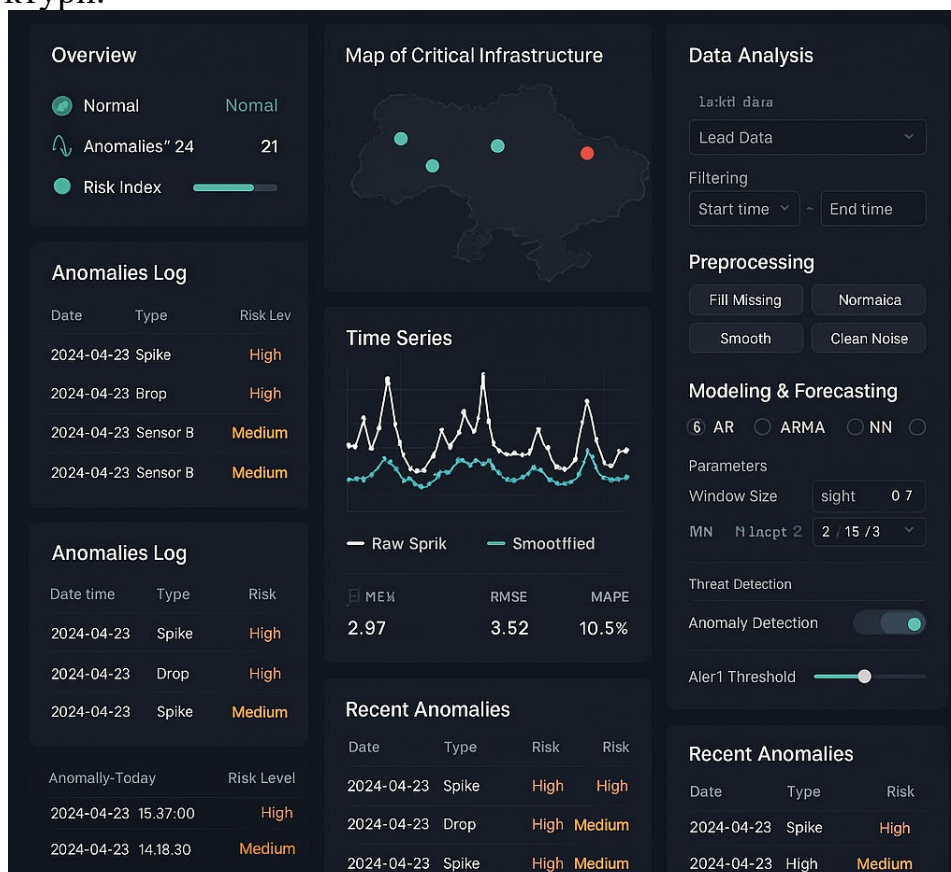 Overview
Normal Nomal
Anomalies" 24 21
Risk Index
Anomalies Log
Date Type Risk Lev
2024-04-23 Spike High
2024-04-23 Brop High
2024-04-23 Sensor B Medium
2024-04-23 Sensor B Medium
Anomalies Log
Date time Type Risk
2024-04-23 Spike High
2024-04-23 Drop High
2024-04-23 Spike Medium
Anomally-Today Risk Level
2024-04-23 15.37:00 High
2024-04-23 14.18.30 Medium
Map of Critical Infrastructure
Time Series
Raw Sprik Smootffied
RMSE MAPE
2.97 3.52 10.5%
Recent Anomalies
Date Type Risk Risk
2024-04-23 Spike High High
2024-04-23 Drop High Medium
2024-04-23 Spike High Medium
Data Analysis
Lead Data
Filtering
Start time - End time
Preprocessing
Fill Missing Normaica
Smooth Clean Noise
Modeling & Forecasting
6 AR ARMA NN
Parameters
Window Size sight 0 7
2 / 15 /3
Threat Detection
Anomaly Detection
Aler1 Threshold
Recent Anomalies
Date Type Risk
2024-04-23 Spike High
2024-04-23 High Medium